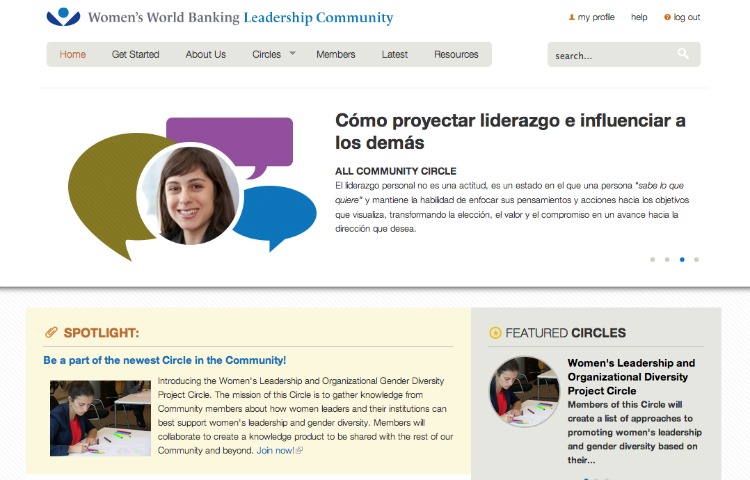 Women's World Banking Leadership Community
my profile
help
log out
Home
Get Started
About Us
Circles
Members
Latest
Resources
search...
Cómo proyectar liderazgo e influenciar a
los demás
ALL COMMUNITY CIRCLE
El liderazgo personal no es una actitud, es un estado en el que una persona "sabe lo que
quiere" y mantiene la habilidad de enfocar sus pensamientos y acciones hacia los objetivos
que visualiza, transformando la elección, el valor y el compromiso en un avance hacia la
dirección que desea.
SPOTLIGHT:
Be a part of the newest Circle in the Community!
Introducing the Women's Leadership and Organizational Gender Diversity
Project Circle. The mission of this Circle is to gather knowledge from
Community members about how women leaders and their institutions can
best support women's leadership and gender diversity. Members will
collaborate to create a knowledge product to be shared with the rest of our
Community and beyond. Join now!
FEATURED CIRCLES
Women's Leadership and
Organizational Diversity
Project Circle
Members of this Circle will
create a list of approaches to
promoting women's leadership
and gender diversity based on
their...